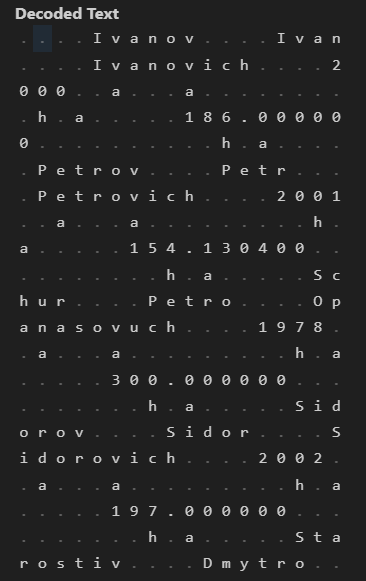 Decoded Text
. . . . I v a n o v . . . . I v a n
. . . . I v a n o v i c h . . . . 2
0 0 0 . . a . . . a . . . . . . . .
. h . a . . . . . 1 8 6 . 0 0 0 0 0
0 . . . . . . . . . . h . a . . . .
. P e t r o v . . . . P e t r . . .
. P e t r o v i c h . . . . 2 0 0 1
. . a . . . a . . . . . . . . . h .
a . . . . . 1 5 4 . 1 3 0 4 0 0 . .
. . . . . . . . h . a . . . . . S c
h u r . . . . P e t r o . . . . O p
a n a s o v u c h . . . . 1 9 7 8 .
. a . . . a . . . . . . . . . h . a
. . . . . 3 0 0 . 0 0 0 0 0 0 . . .
. . . . . . . h . a . . . . . S i d
o r o v . . . . S i d o r . . . . S
i d o r o v i c h . . . . 2 0 0 2 .
. a . . . a . . . . . . . . . h . a
. . . . . 1 9 7 . 0 0 0 0 0 0 . . .
. . . . . . . h . a . . . . . S t a
r o s t i v . . . . D m y t r o . .